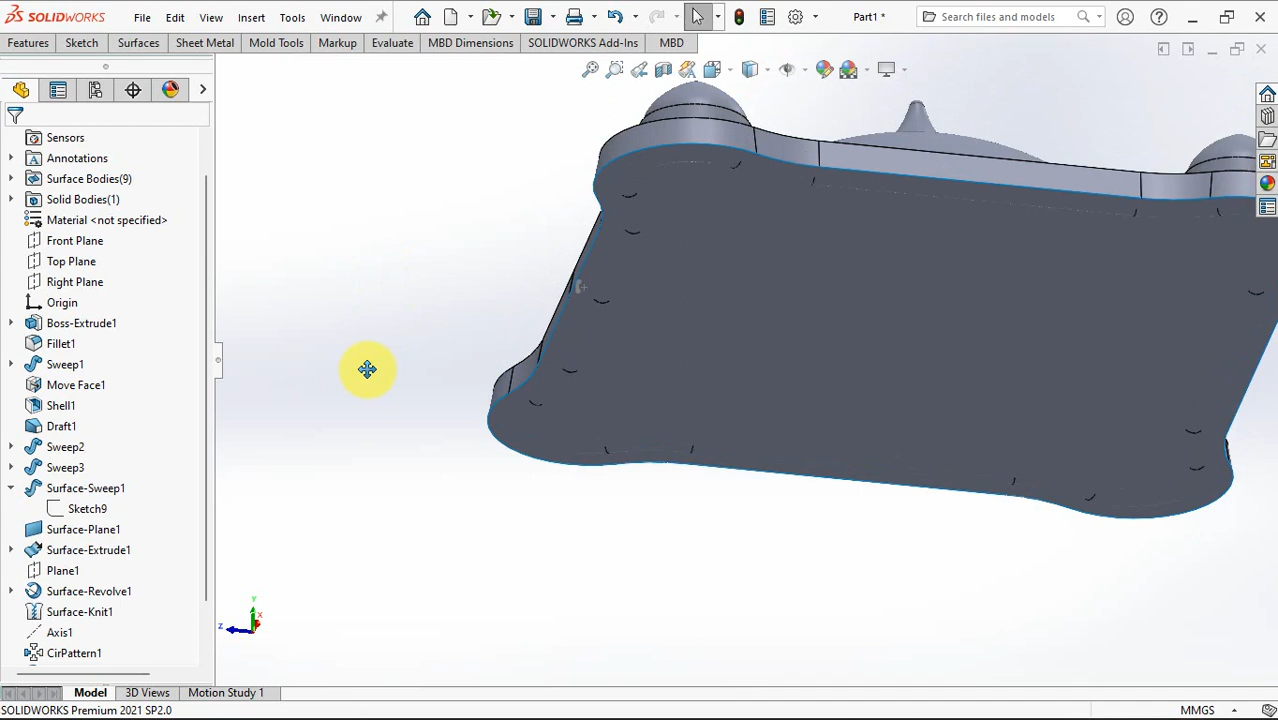 SOLIDWORKS File Edit View Insert Tools Window Part1 * Search files and models
Features Sketch Surfaces Sheet Metal Mold Tools Markup Evaluate MBD Dimensions SOLIDWORKS Add-Ins MBD
Sensors
Annotations
Surface Bodies(9)
Solid Bodies(1)
Material <not specified>
Front Plane
Top Plane
Right Plane
Origin
Boss-Extrude1
Fillet1
Sweep1
Move Face1
Shell1
Draft1
Sweep2
Sweep3
Surface-Sweep1
Sketch9
Surface-Plane1
Surface-Extrude1
Plane1
Surface-Revolve1
Surface-Knit1
Axis1
CirPattern1
Y
X
Z
Model 3D Views Motion Study 1
SOLIDWORKS Premium 2021 SP2.0 MMGS